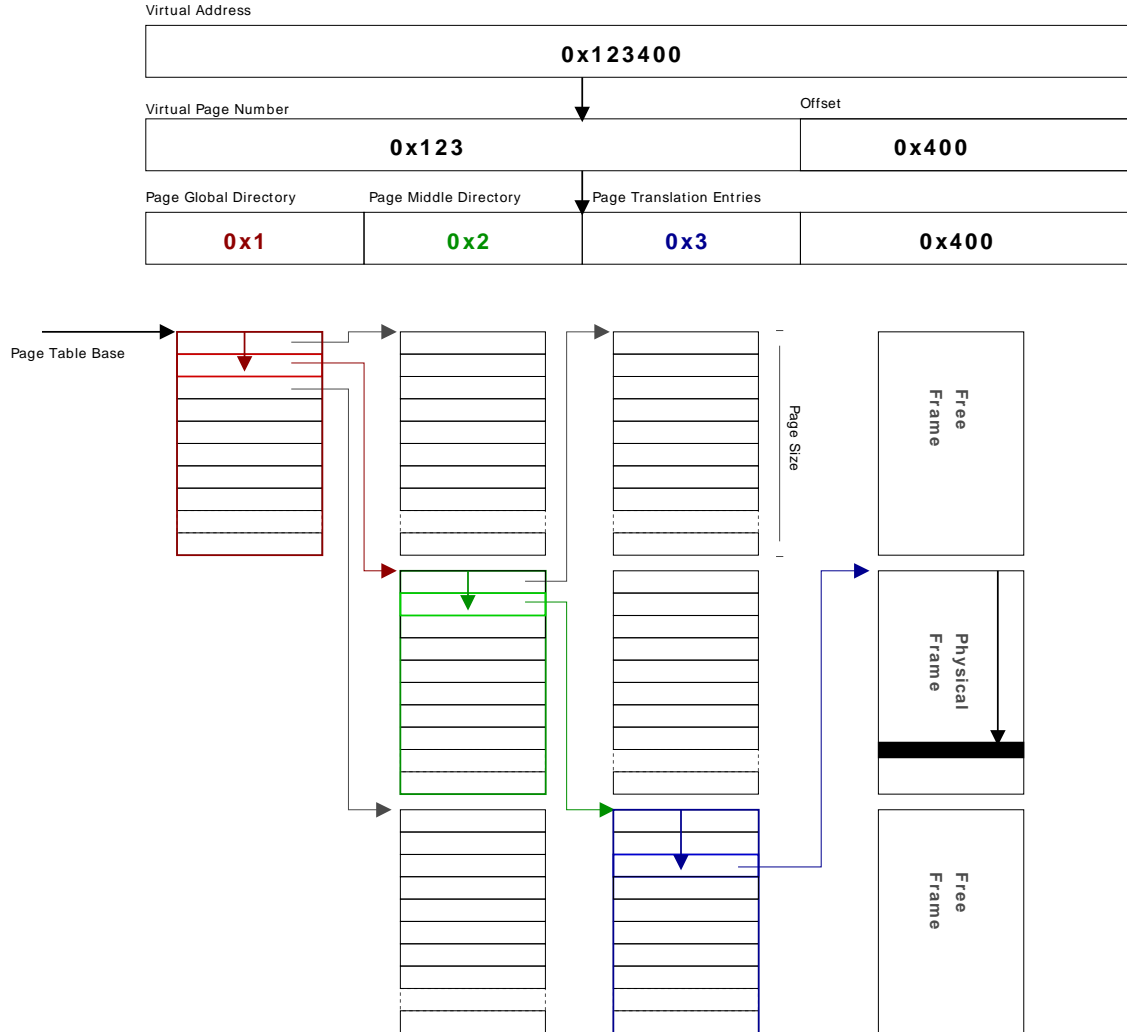 Virtual Address
0x123400
Virtual Page Number
Offset
0x123
0x400
Page Global Directory
Page Middle Directory
Page Translation Entries
0x1
0x2
0x3
0x400
Page Table Base
Page Size
Free
Frame
Physical
Frame
Free
Frame